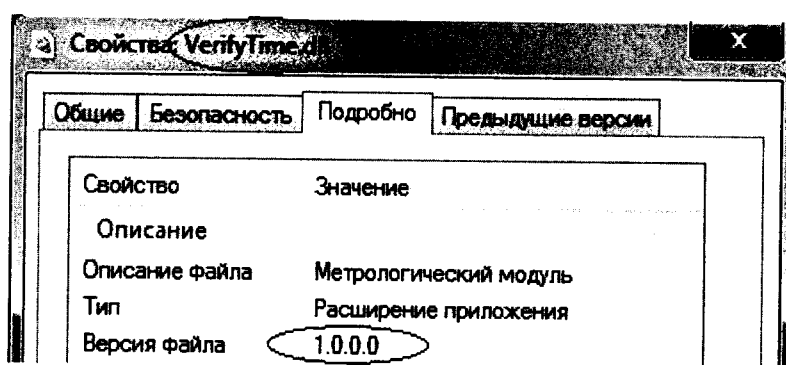 Свойства: VerifyTime.dll
Общие Безопасность Подробно Предыдущие версии
Свойство Значение
Описание
Описание файла Метрологический модуль
Тип Расширение приложения
Версия файла 1.0.0.0